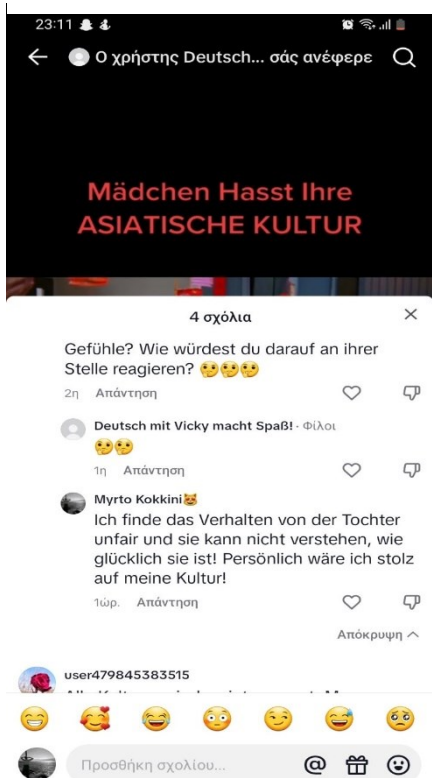 23:11
Ο χρήστης Deutsch... σάς ανέφερε
Mädchen Hasst Ihre
ASIATISCHE KULTUR
4 σχόλια
Gefühle? Wie würdest du darauf an ihrer
Stelle reagieren? 🤔🤔🤔
2η Απάντηση
Deutsch mit Vicky macht Spaß! · Φίλοι
🤔🤔
1η Απάντηση
Myrto Kokkini😻
Ich finde das Verhalten von der Tochter
unfair und sie kann nicht verstehen, wie
glücklich sie ist! Persönlich wäre ich stolz
auf meine Kultur!
1ώρ. Απάντηση
Απόκρυψη
user479845383515
Προσθήκη σχολίου...